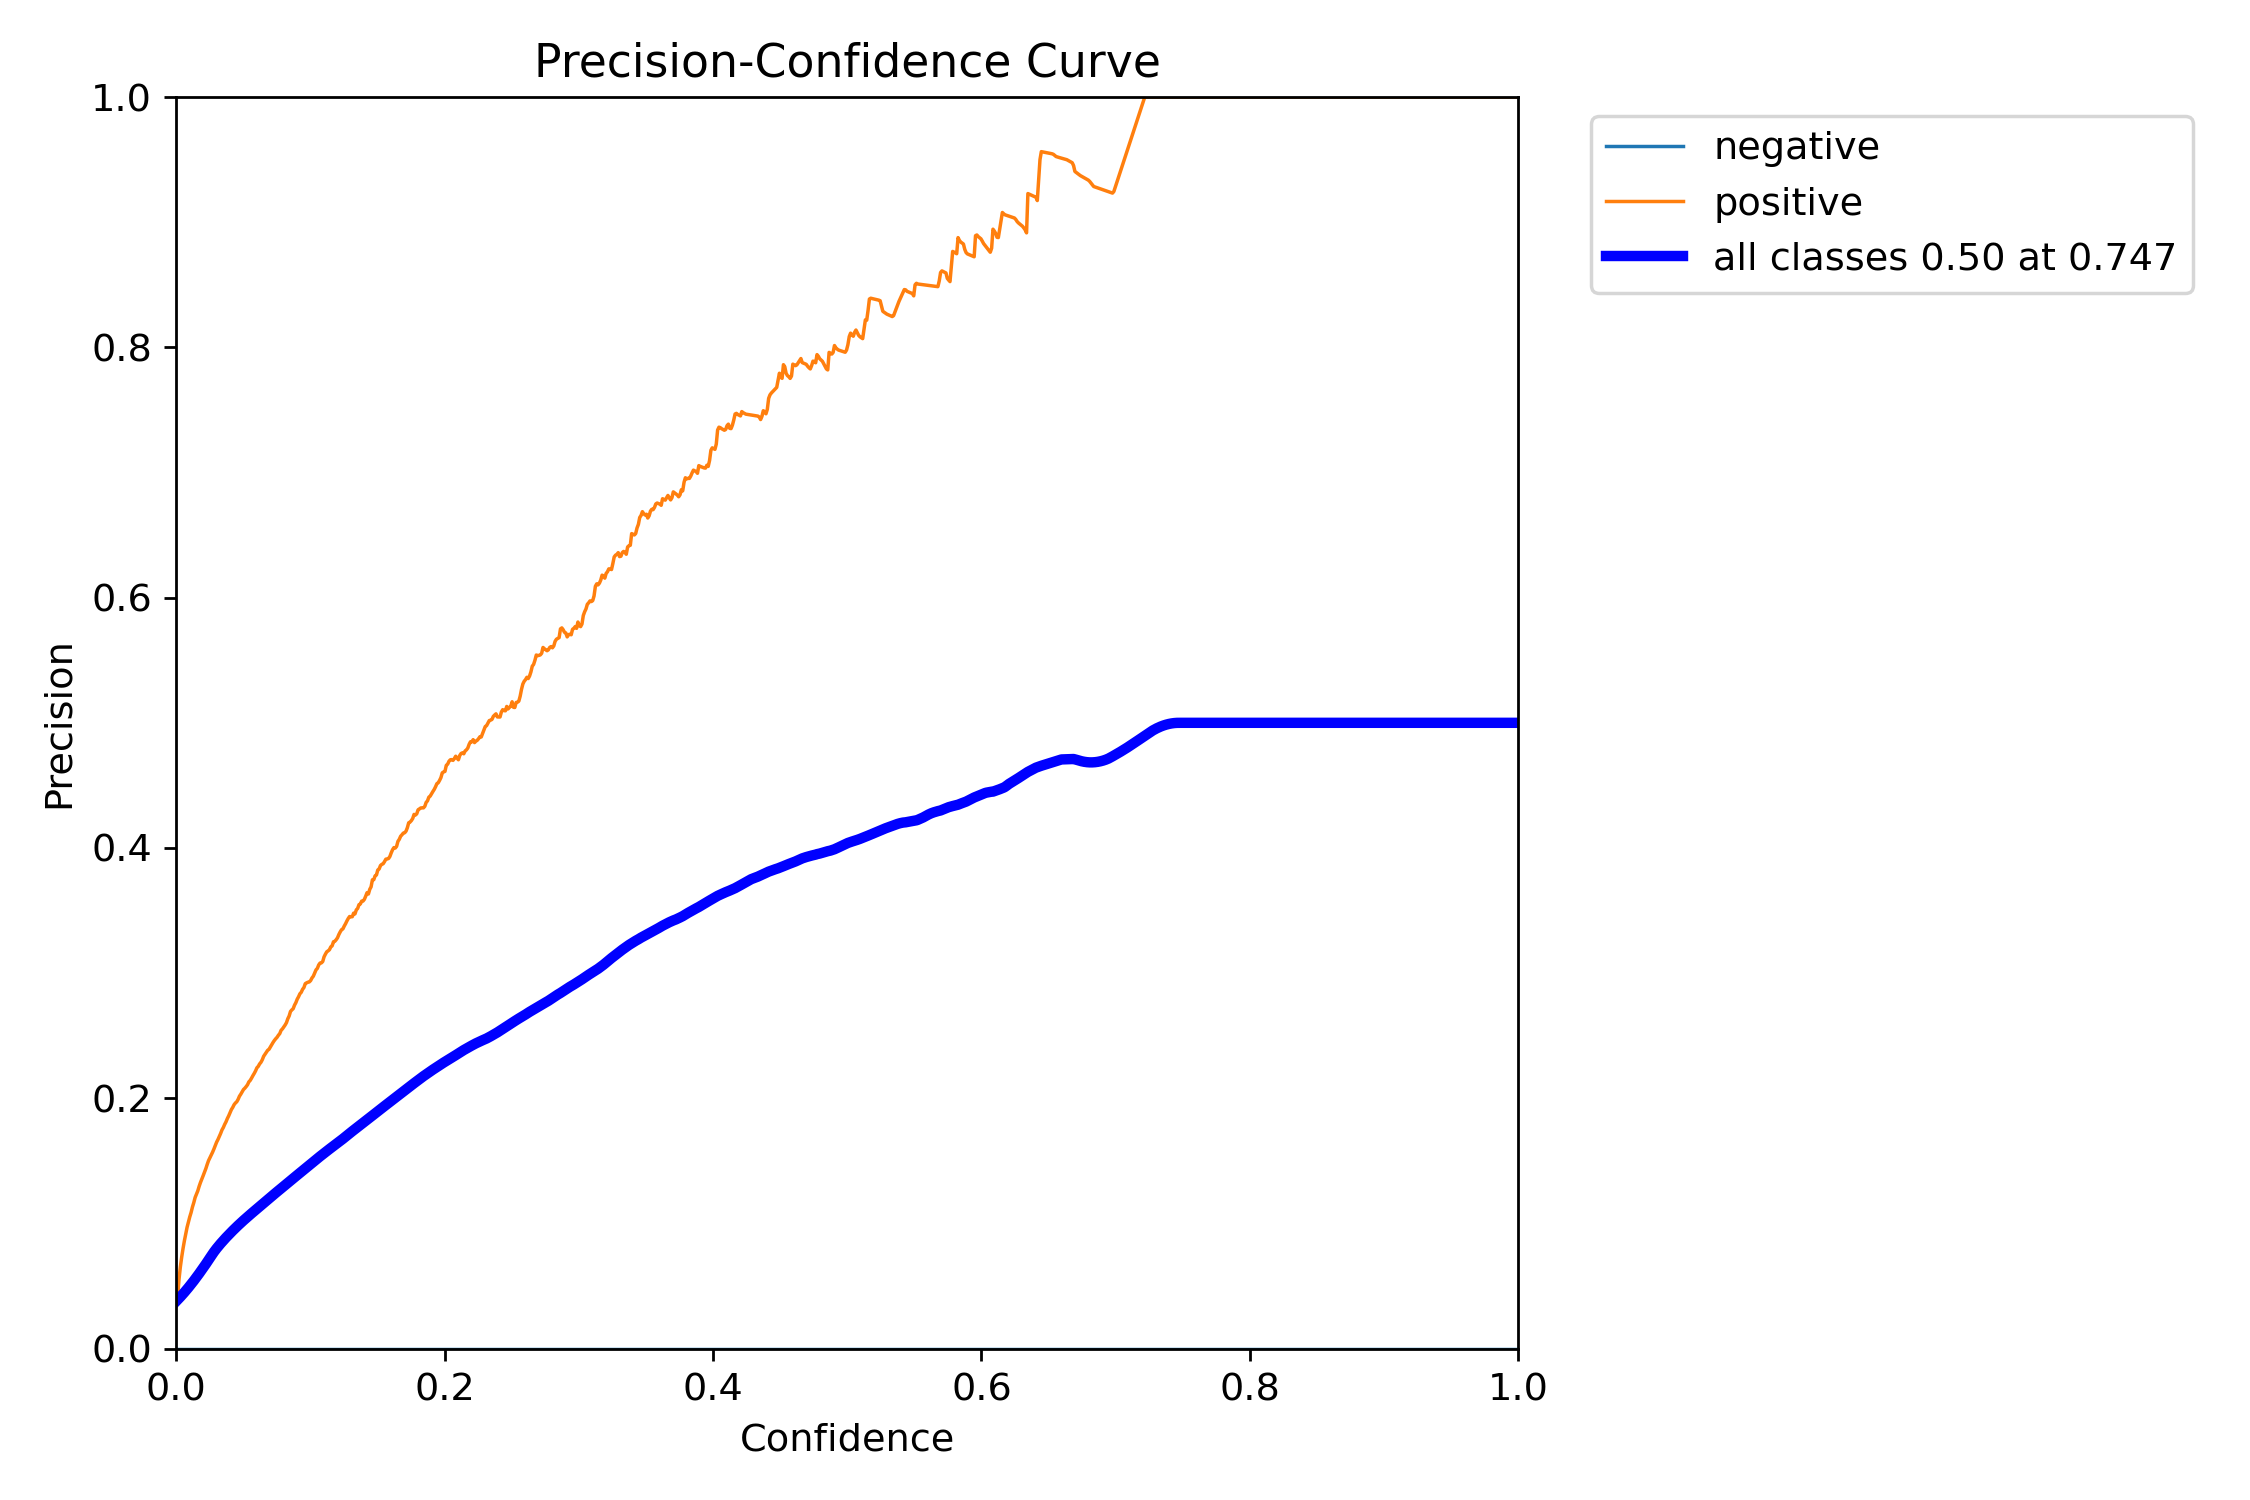 Precision-Confidence Curve
negative
positive
all classes 0.50 at 0.747
Precision
1.0
0.8
0.6
0.4
0.2
0.0
0.0 0.2 0.4 0.6 0.8 1.0
Confidence